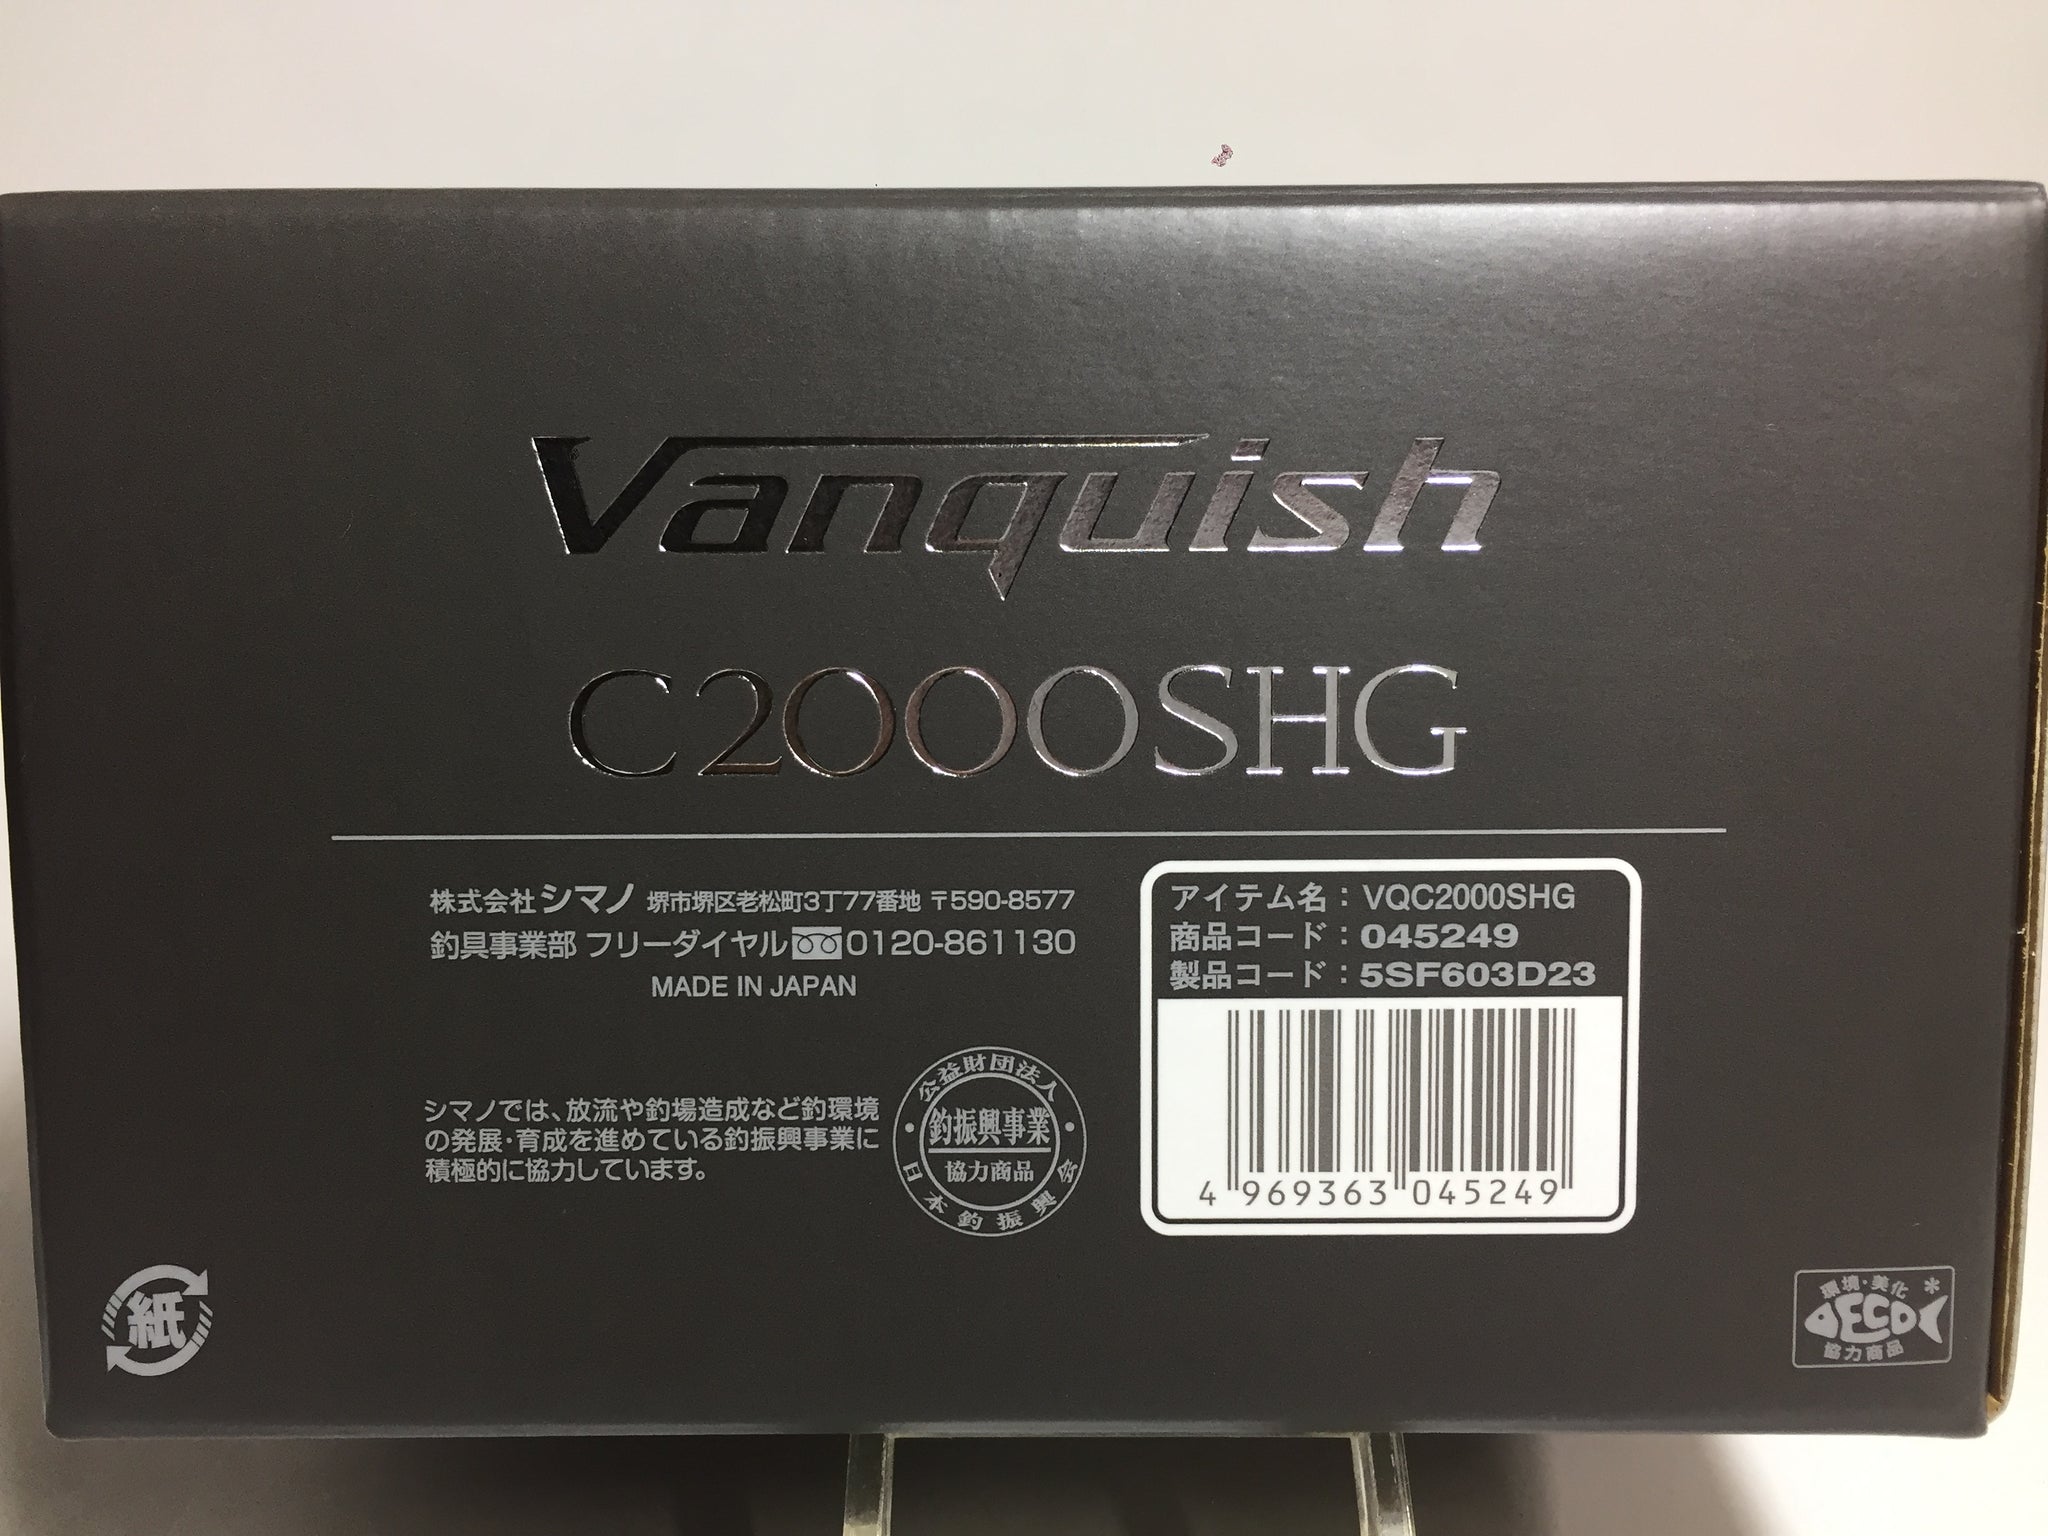 Vanquish
C2000SHG
株式会社シマノ 堺市堺区老松町3丁77番地 〒590-8577
釣具事業部 フリーダイヤル 0120-861130
MADE IN JAPAN
アイテム名：VQC2000SHG
商品コード：045249
製品コード：5SF603D23
4 969363 045249
シマノでは、放流や釣場造成など釣環境
の発展・育成を進めている釣振興事業に
積極的に協力しています。
公益財団法人
釣振興事業
協力商品
日本釣振興会
紙
環境・美化
ECO
協力商品